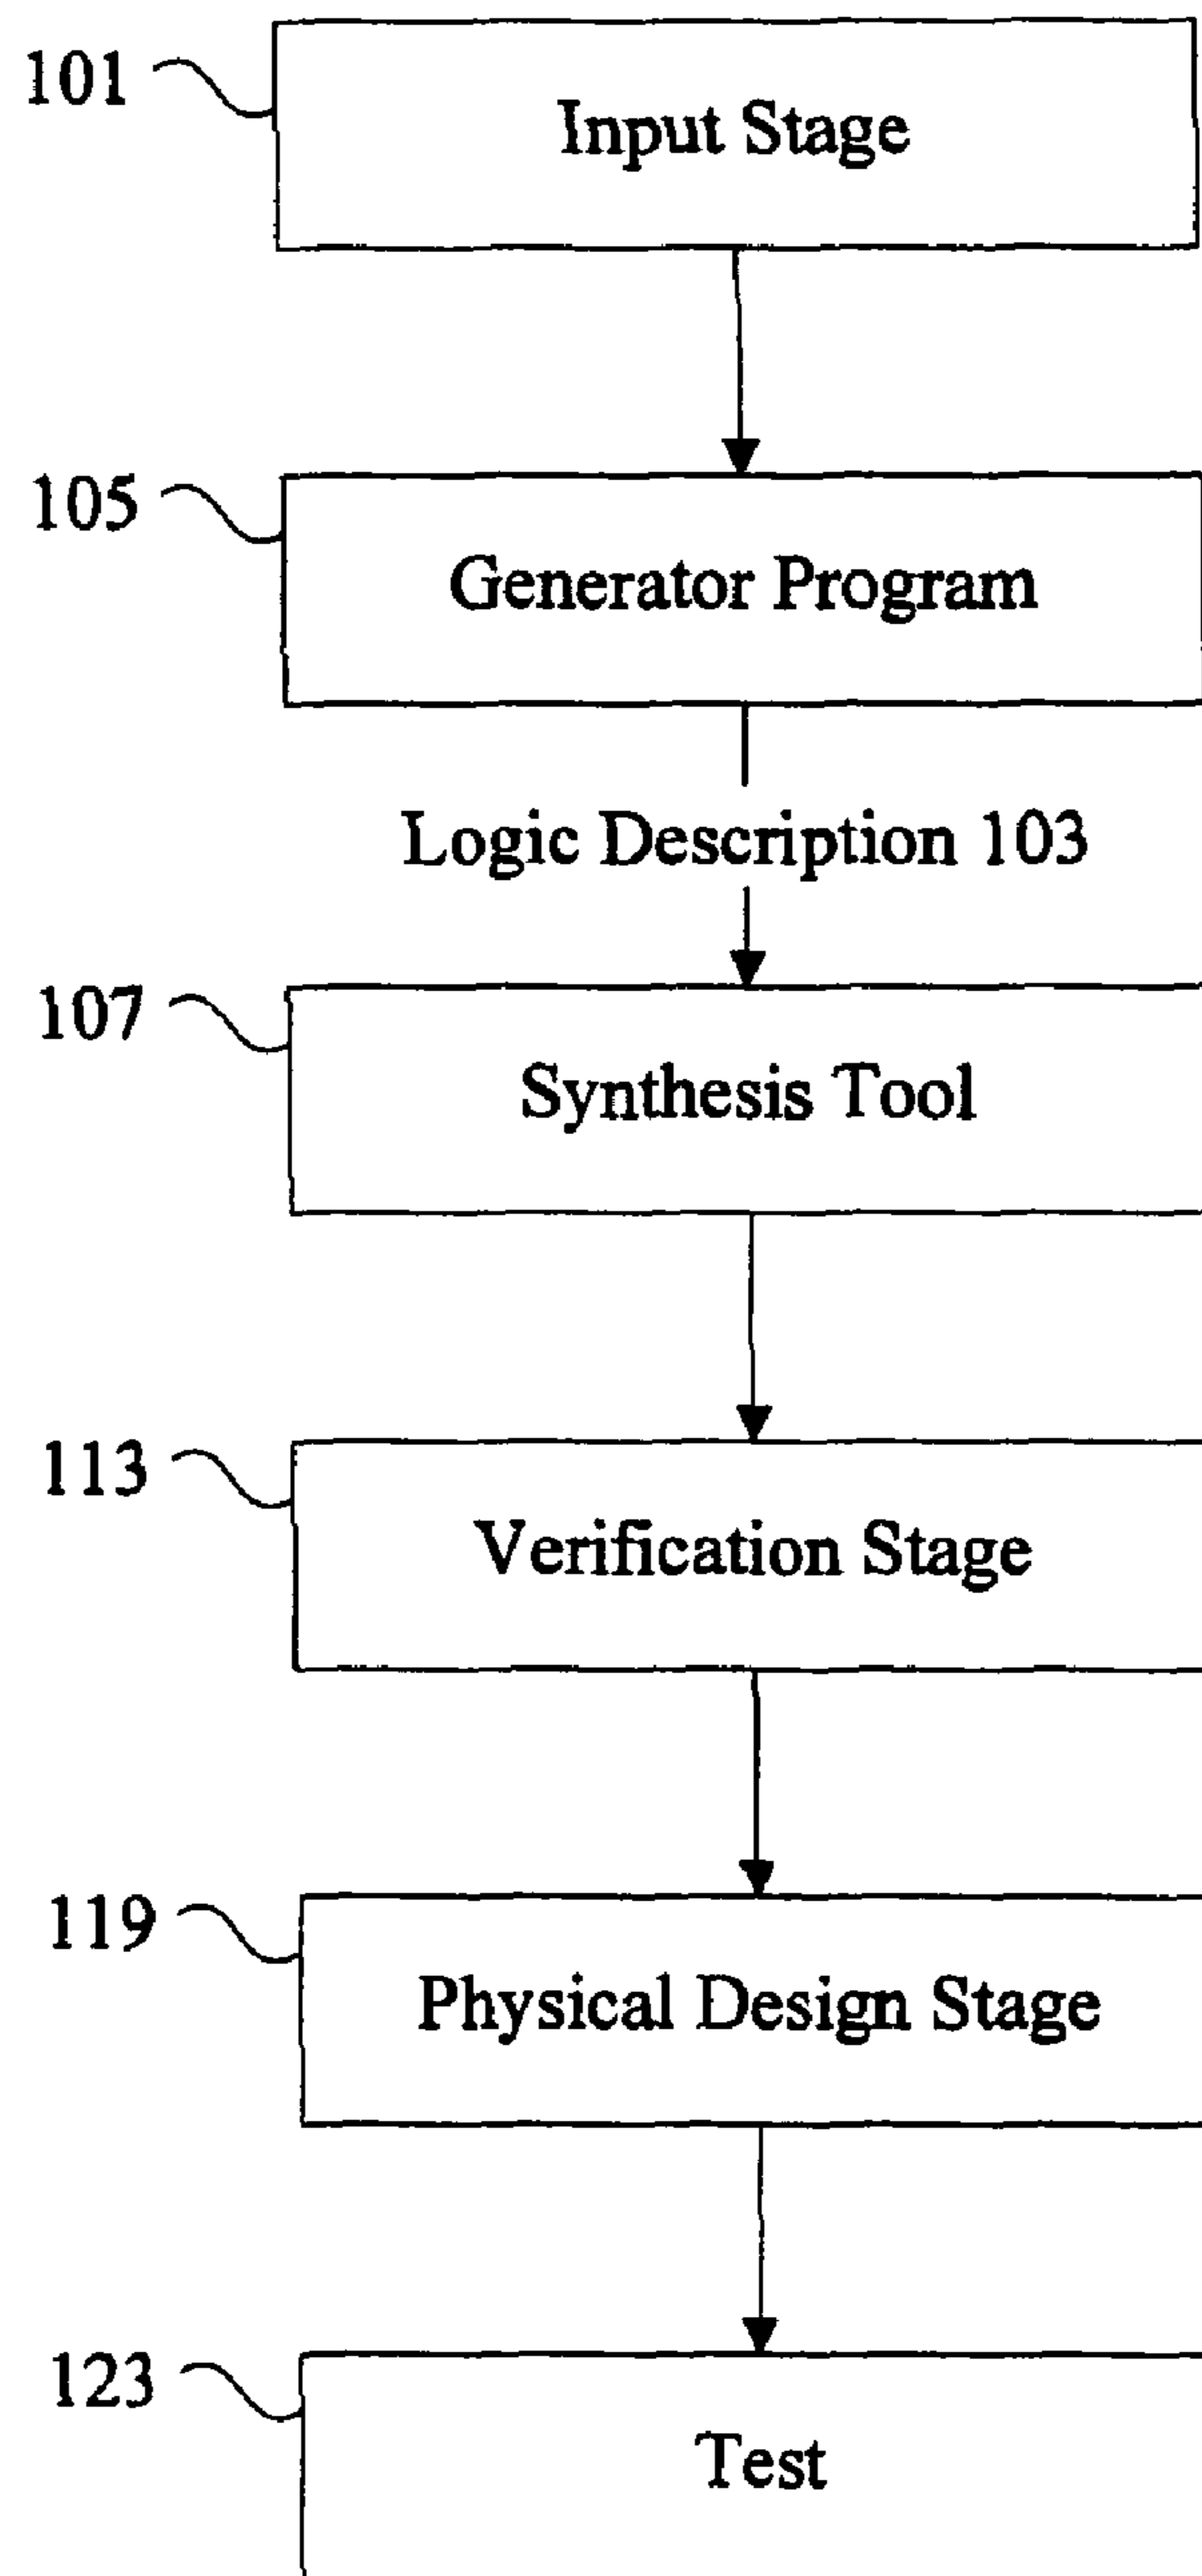 101
Input Stage
105
Generator Program
Logic Description 103
107
Synthesis Tool
113
Verification Stage
119
Physical Design Stage
123
Test